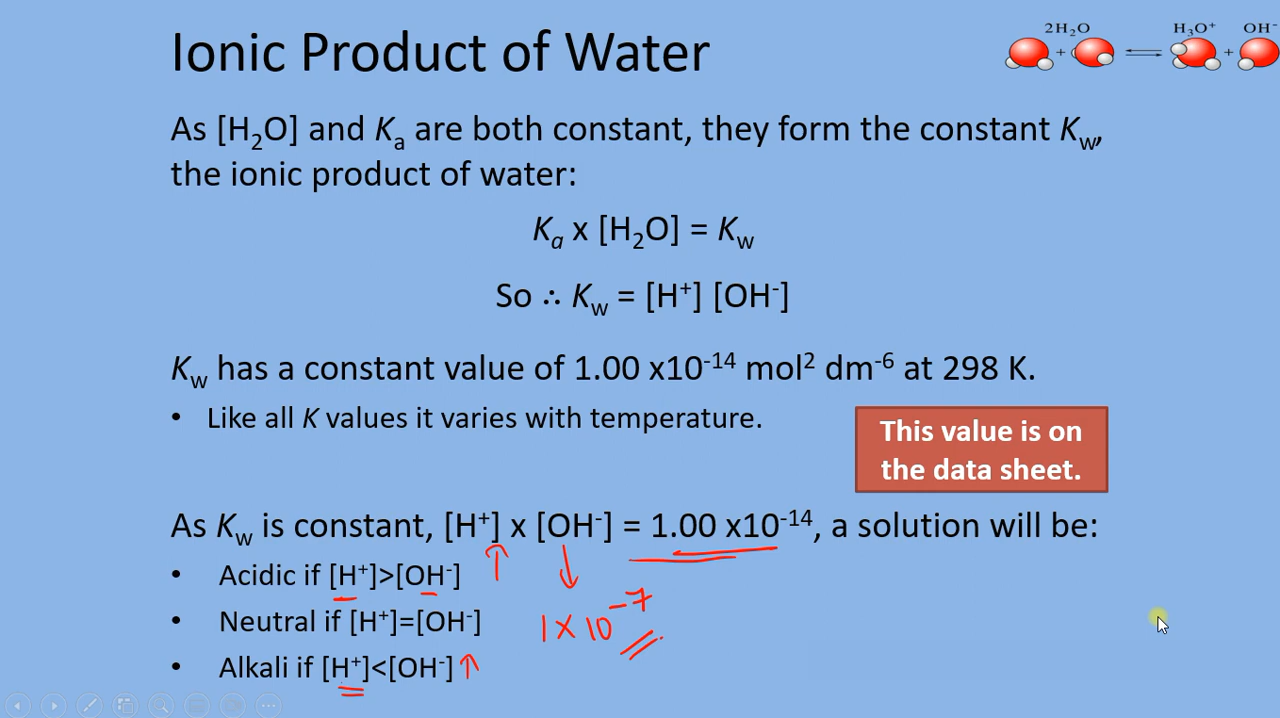 Ionic Product of Water
2H₂O
H₃O⁺ OH⁻
+ ⇌ +
As [H₂O] and Kₐ are both constant, they form the constant K_w,
the ionic product of water:
Kₐ x [H₂O] = K_w
So ∴ K_w = [H⁺] [OH⁻]
K_w has a constant value of 1.00 x10⁻¹⁴ mol² dm⁻⁶ at 298 K.
• Like all K values it varies with temperature.
This value is on
the data sheet.
As K_w is constant, [H⁺] x [OH⁻] = 1.00 x10⁻¹⁴, a solution will be:
• Acidic if [H⁺]>[OH⁻] ↑ ↓
• Neutral if [H⁺]=[OH⁻] 1 x 10⁻⁷
• Alkali if [H⁺]<[OH⁻] ↑